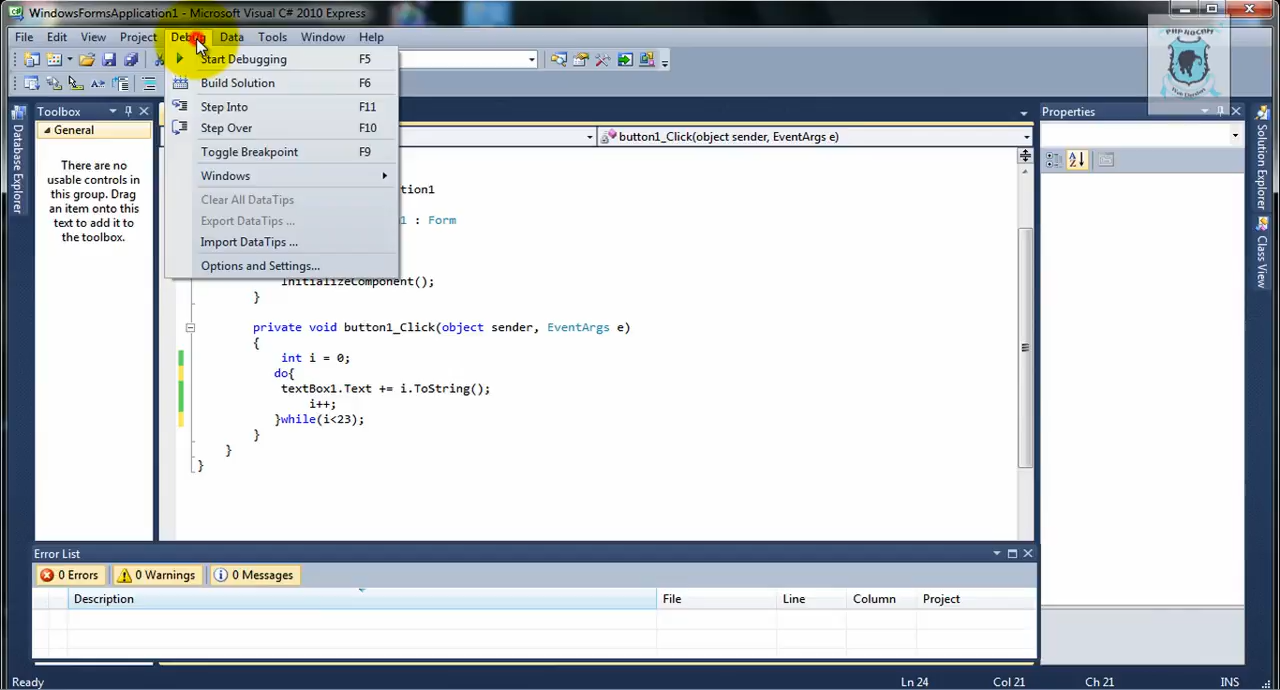 WindowsFormsApplication1 - Microsoft Visual C# 2010 Express
File Edit View Project Debug Data Tools Window Help
Start Debugging F5
Build Solution F6
Step Into F11
Step Over F10
Toggle Breakpoint F9
Windows
Clear All DataTips
Export DataTips ...
Import DataTips ...
Options and Settings...
Toolbox
General
There are no
usable controls in
this group. Drag
an item onto this
text to add it to
the toolbox.
Database Explorer
button1_Click(object sender, EventArgs e)
tion1
1 : Form
InitializeComponent();
}
private void button1_Click(object sender, EventArgs e)
{
int i = 0;
do{
textBox1.Text += i.ToString();
i++;
}while(i<23);
}
}
}
Properties
Solution Explorer
Class View
Error List
0 Errors 0 Warnings 0 Messages
Description File Line Column Project
Ready Ln 24 Col 21 Ch 21 INS